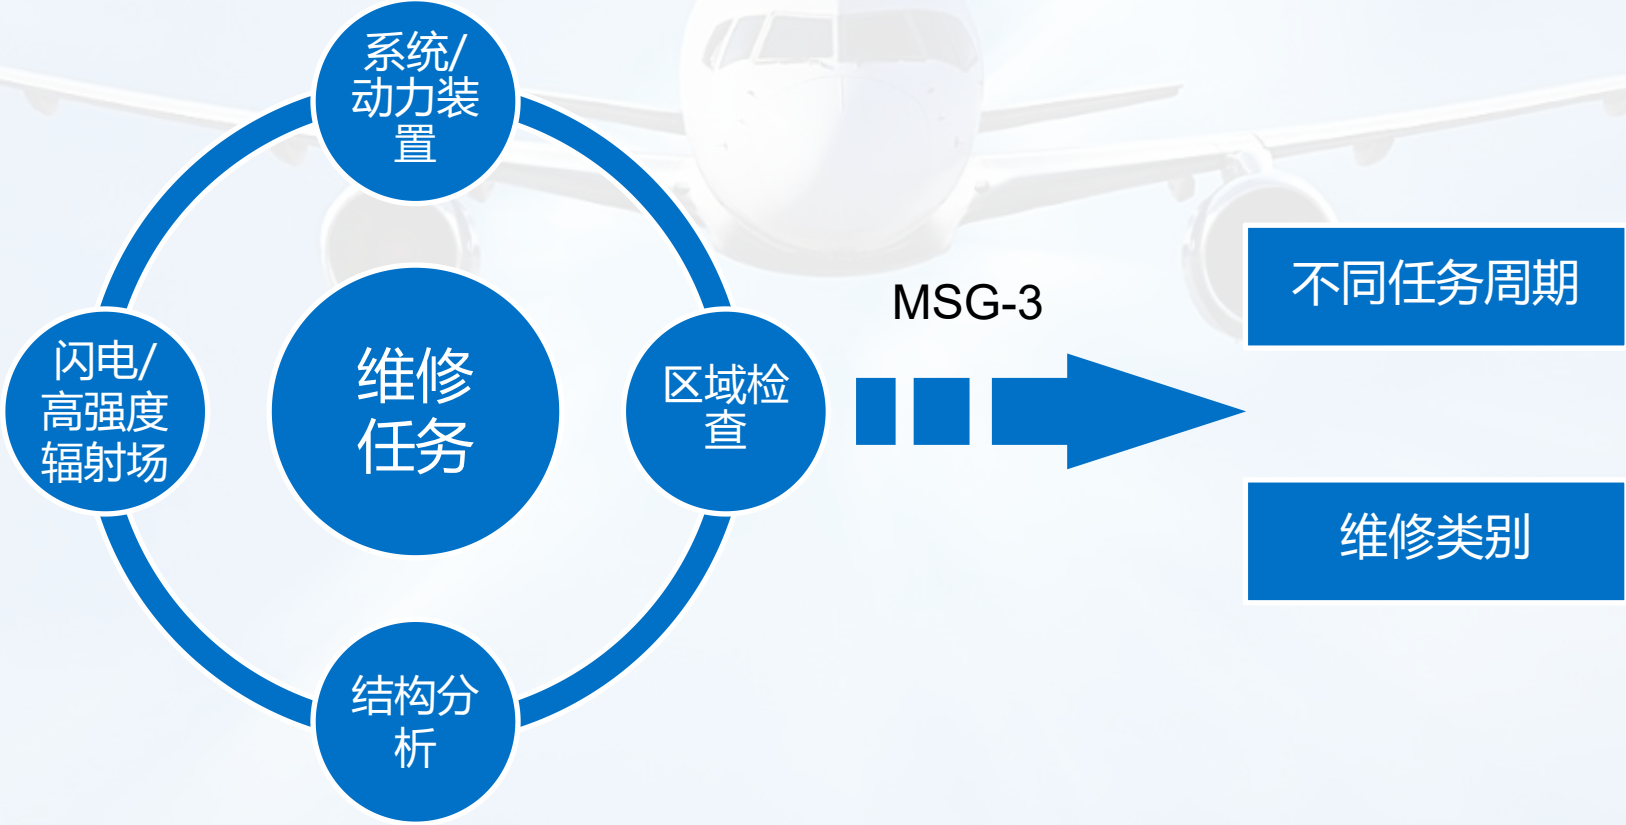 系统/
动力装
置
闪电/
高强度
辐射场
维修
任务
区域检
查
结构分
析
MSG-3
不同任务周期
维修类别